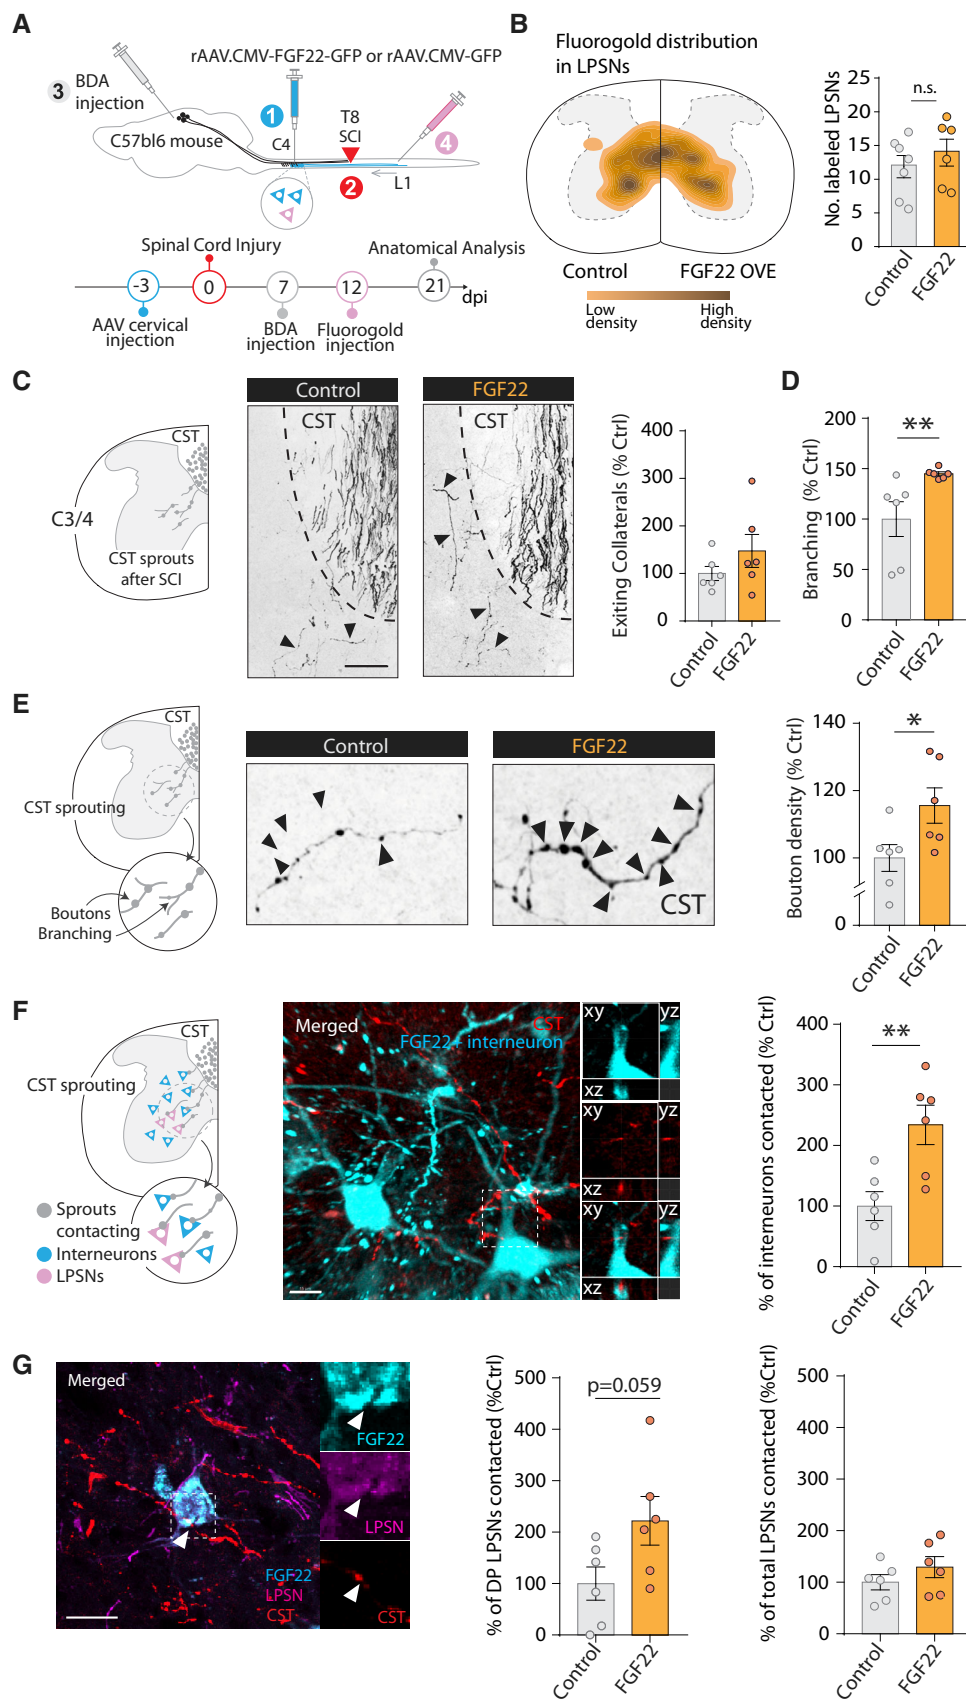 A
rAAV.CMV-FGF22-GFP or rAAV.CMV-GFP
3
BDA
injection
1
T8
SCI
4
C57bl6 mouse
C4
2
L1
Spinal Cord Injury
Anatomical Analysis
-3
0
7
12
21
dpi
AAV cervical
injection
BDA
injection
Fluorogold
injection
B
Fluorogold distribution
in LPSNs
Control
FGF22 OVE
Low
density
High
density
No. labeled LPSNs
25
20
15
10
5
0
n.s.
Control
FGF22
C
CST
C3/4
CST sprouts
after SCI
Control
CST
FGF22
CST
Exiting Collaterals (% Ctrl)
400
300
200
100
0
Control
FGF22
D
Branching (% Ctrl)
200
150
100
50
0
**
Control
FGF22
E
CST
CST sprouting
Boutons
Branching
Control
FGF22
CST
Bouton density (% Ctrl)
140
120
100
0
*
Control
FGF22
F
CST
CST sprouting
Sprouts
contacting
Interneurons
LPSNs
Merged
CST
FGF22+ interneuron
xy
yz
xz
xy
yz
xz
xy
yz
xz
% of interneurons contacted (% Ctrl)
400
300
200
100
0
**
Control
FGF22
G
Merged
FGF22
LPSN
CST
FGF22
LPSN
CST
% of DP LPSNs contacted (%Ctrl)
500
400
300
200
100
0
p=0.059
Control
FGF22
% of total LPSN contacted (%Ctrl)
500
400
300
200
100
0
Control
FGF22